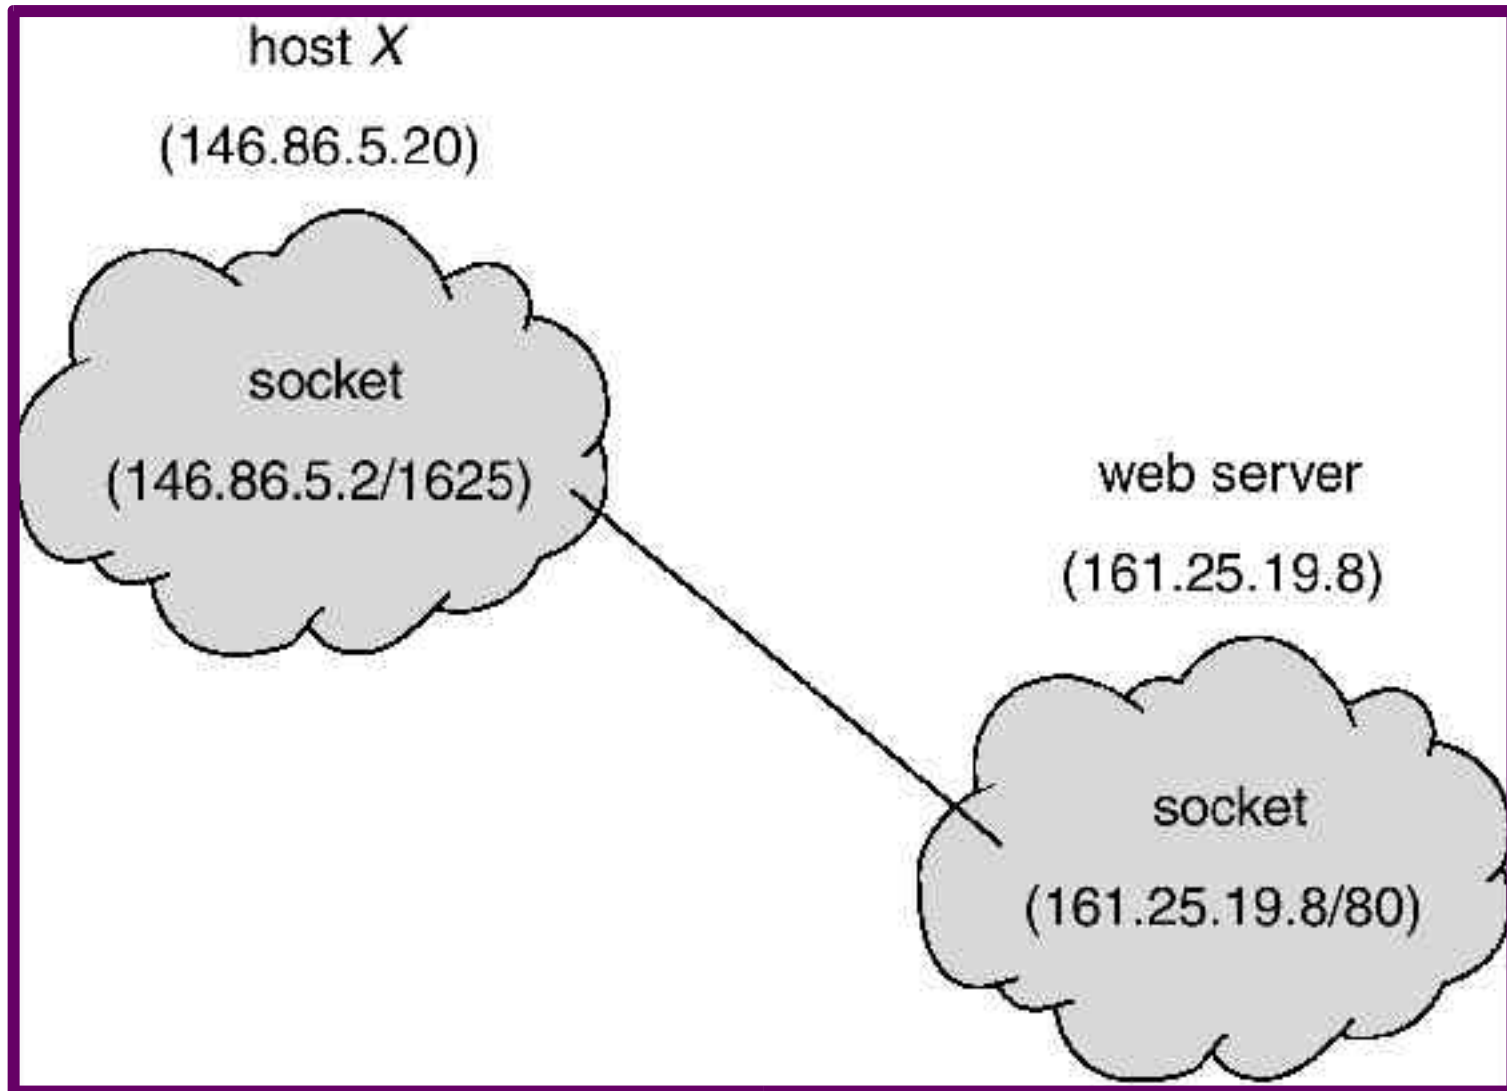 host X
(146.86.5.20)
socket
(146.86.5.2/1625)
web server
(161.25.19.8)
socket
(161.25.19.8/80)